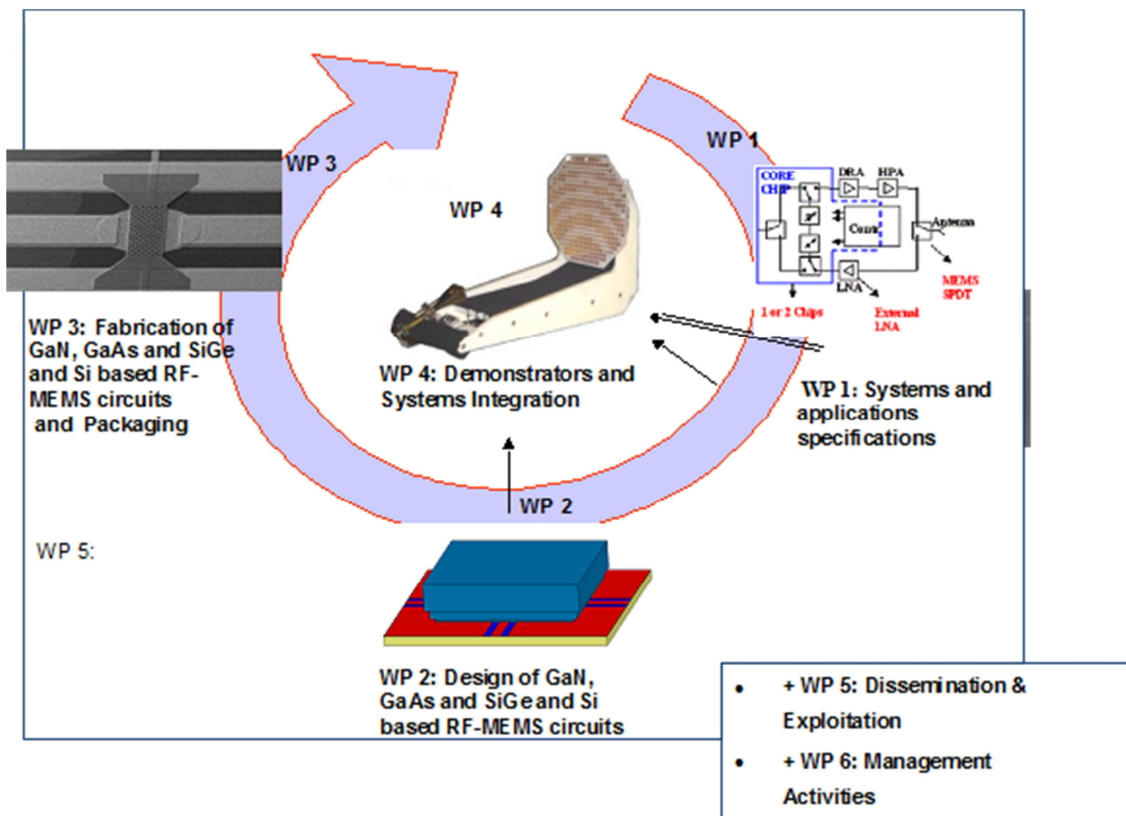 WP 1
WP 3
WP 4
CORE
CHIP
DRA
HPA
Contr
Antenna
LNA
MEMS
SPDT
1 or 2 Chips
External
LNA
WP 3: Fabrication of
GaN, GaAs and SiGe
and Si based RF-
MEMS circuits
and Packaging
WP 4: Demonstrators and
Systems Integration
WP 1: Systems and
applications
specifications
WP 2
WP 5:
WP 2: Design of GaN,
GaAs and SiGe and Si
based RF-MEMS circuits
• + WP 5: Dissemination &
Exploitation
• + WP 6: Management
Activities